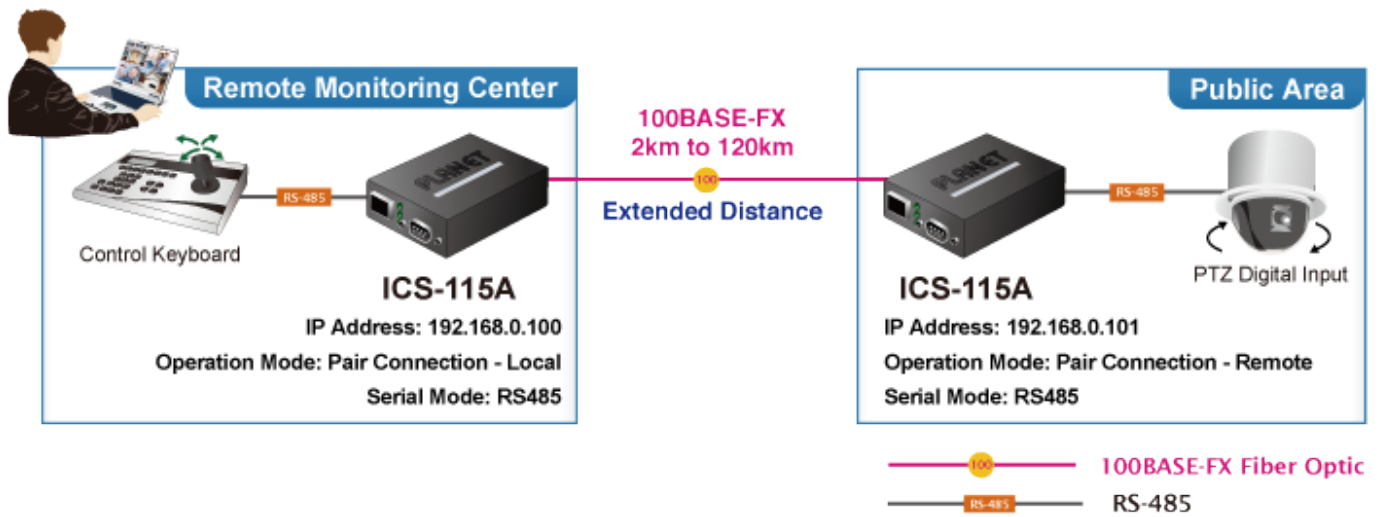 Remote Monitoring Center
Control Keyboard
RS-485
PLANET
ICS-115A
IP Address: 192.168.0.100
Operation Mode: Pair Connection - Local
Serial Mode: RS485
100BASE-FX
2km to 120km
100
Extended Distance
Public Area
PLANET
RS-485
PTZ Digital Input
ICS-115A
IP Address: 192.168.0.101
Operation Mode: Pair Connection - Remote
Serial Mode: RS485
100 100BASE-FX Fiber Optic
RS-485 RS-485